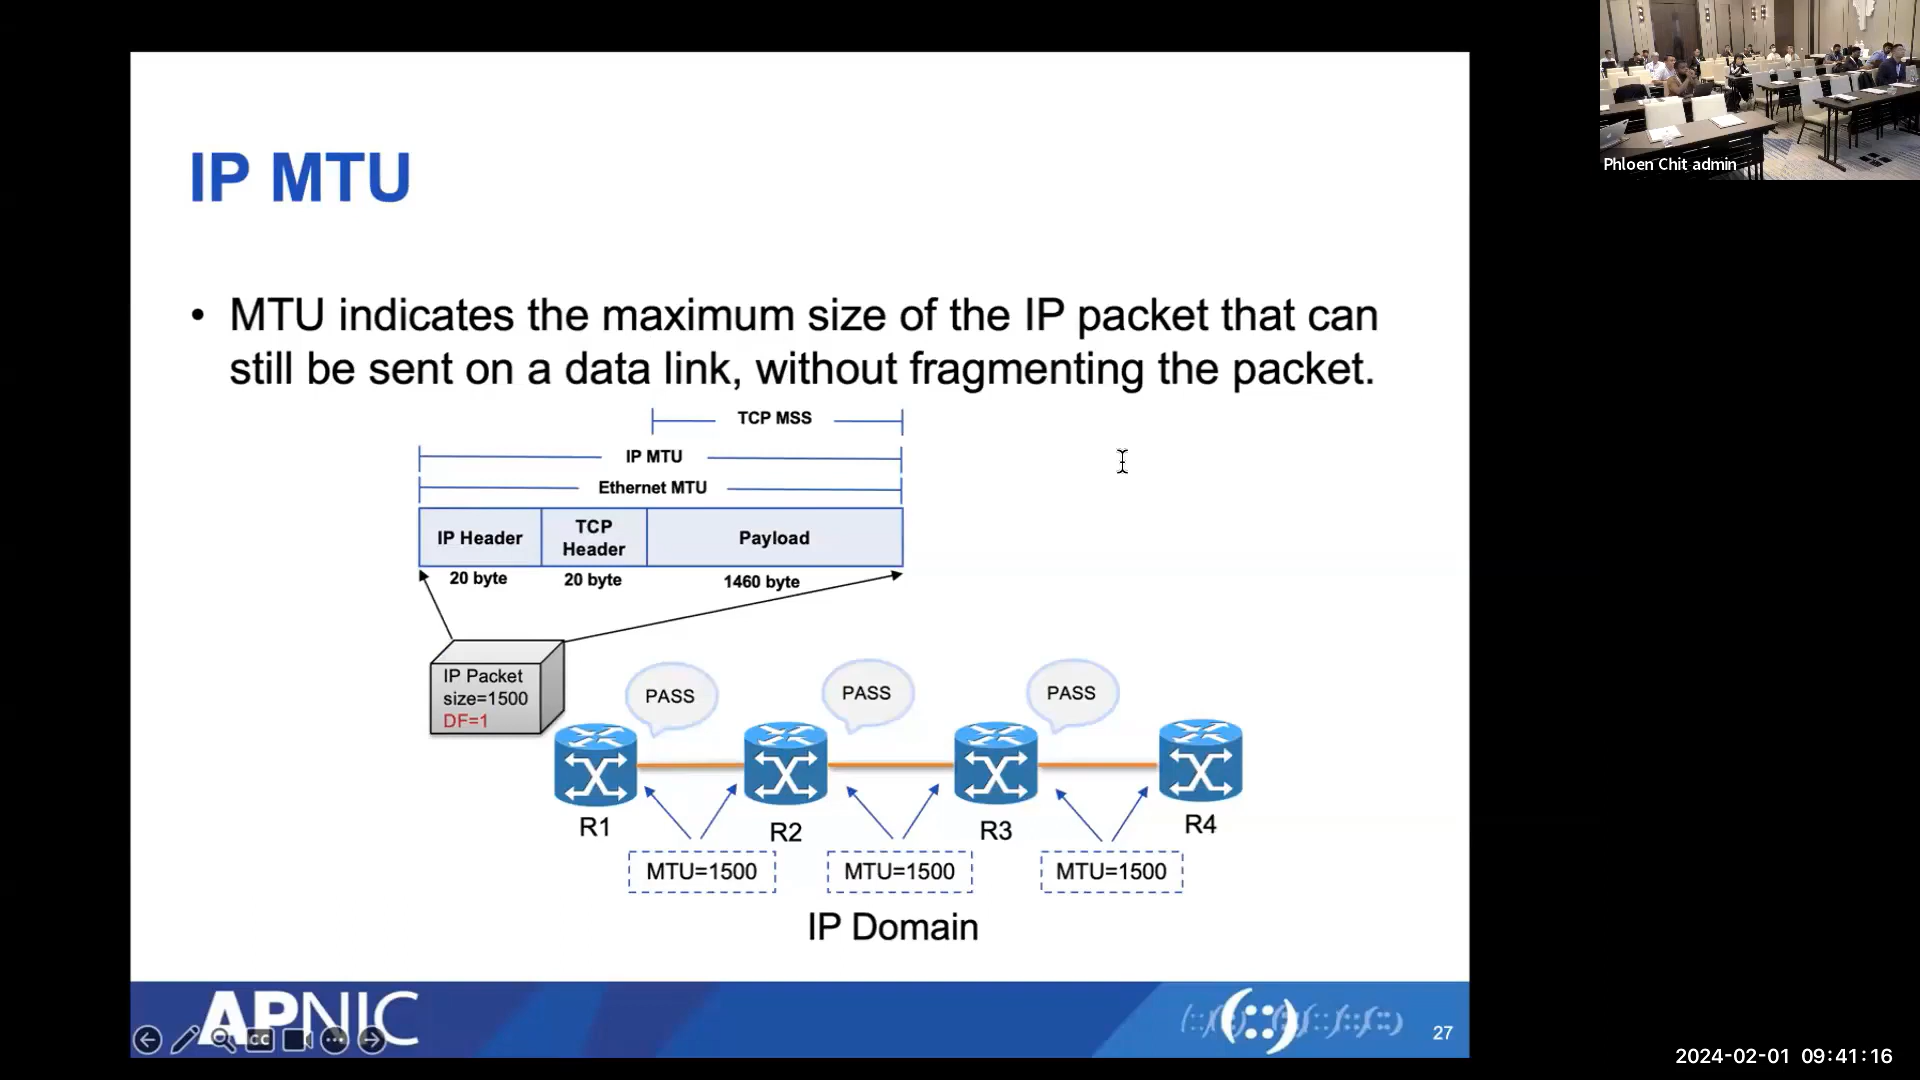 IP MTU
• MTU indicates the maximum size of the IP packet that can
still be sent on a data link, without fragmenting the packet.
TCP MSS
IP MTU
Ethernet MTU
IP Header
TCP
Header
Payload
20 byte
20 byte
1460 byte
IP Packet
size=1500
DF=1
PASS
PASS
PASS
R1
R2
R3
R4
MTU=1500
MTU=1500
MTU=1500
IP Domain
APNIC
CC
27
Phloen Chit admin
2024-02-01 09:41:16